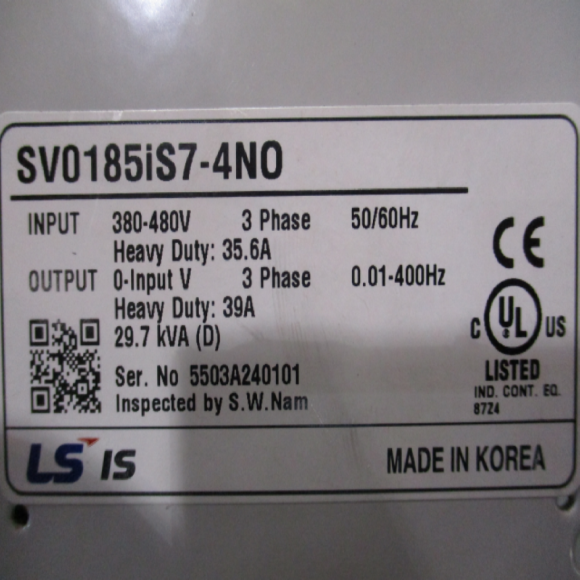 SV0185iS7-4NO
INPUT 380-480V 3 Phase 50/60Hz
Heavy Duty: 35.6A
OUTPUT 0-Input V 3 Phase 0.01-400Hz
Heavy Duty: 39A
29.7 kVA (D)
Ser. No 5503A240101
Inspected by S.W.Nam
CE
C UL US
LISTED
IND. CONT. EQ.
87Z4
LS IS
MADE IN KOREA